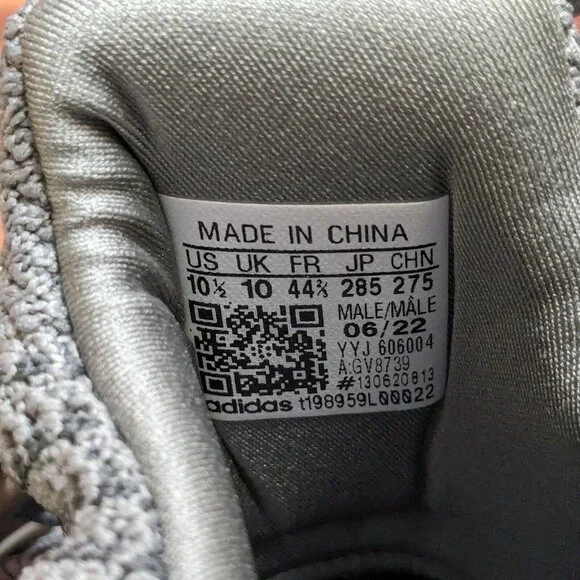 MADE IN CHINA
US UK FR JP CHN
10½ 10 44⅔ 285 275
MALE/MÂLE
06/22
YYJ 606004
A:GV8739
#130620813
adidas t198959L00022